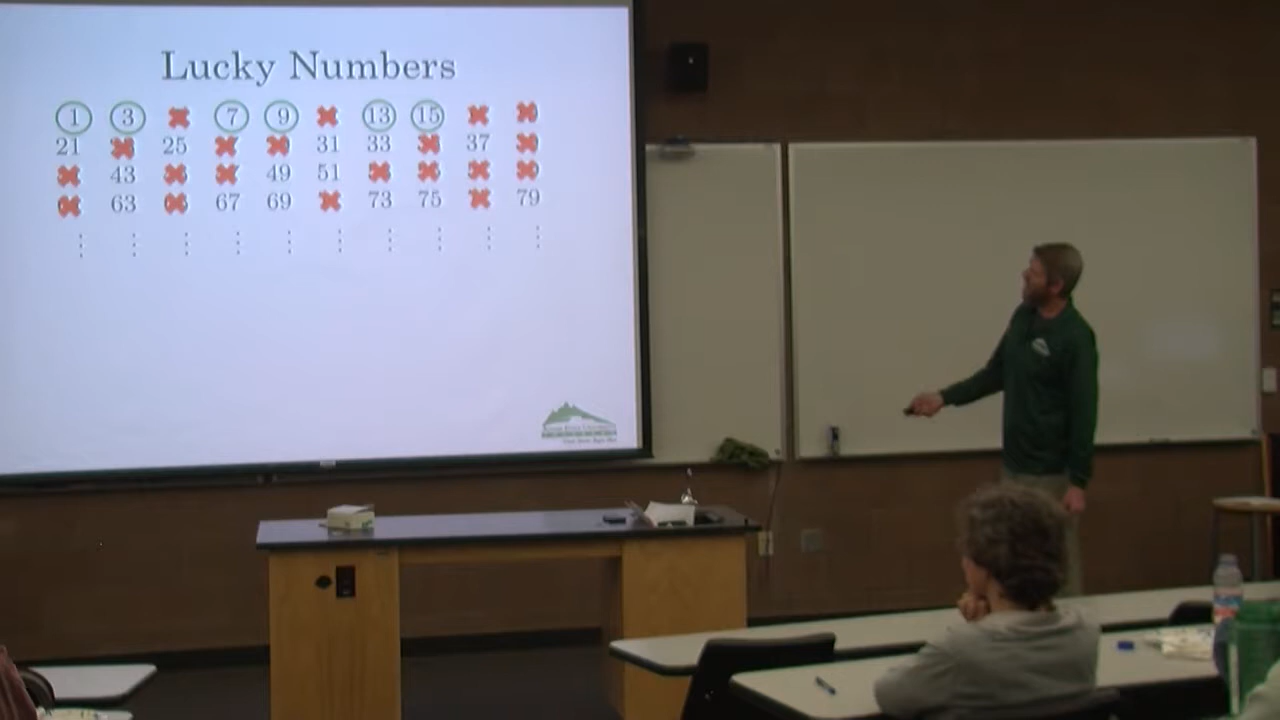 Lucky Numbers
1 3 7 9 13 15
21 25 31 33 37
43 49 51
63 67 69 73 75 79